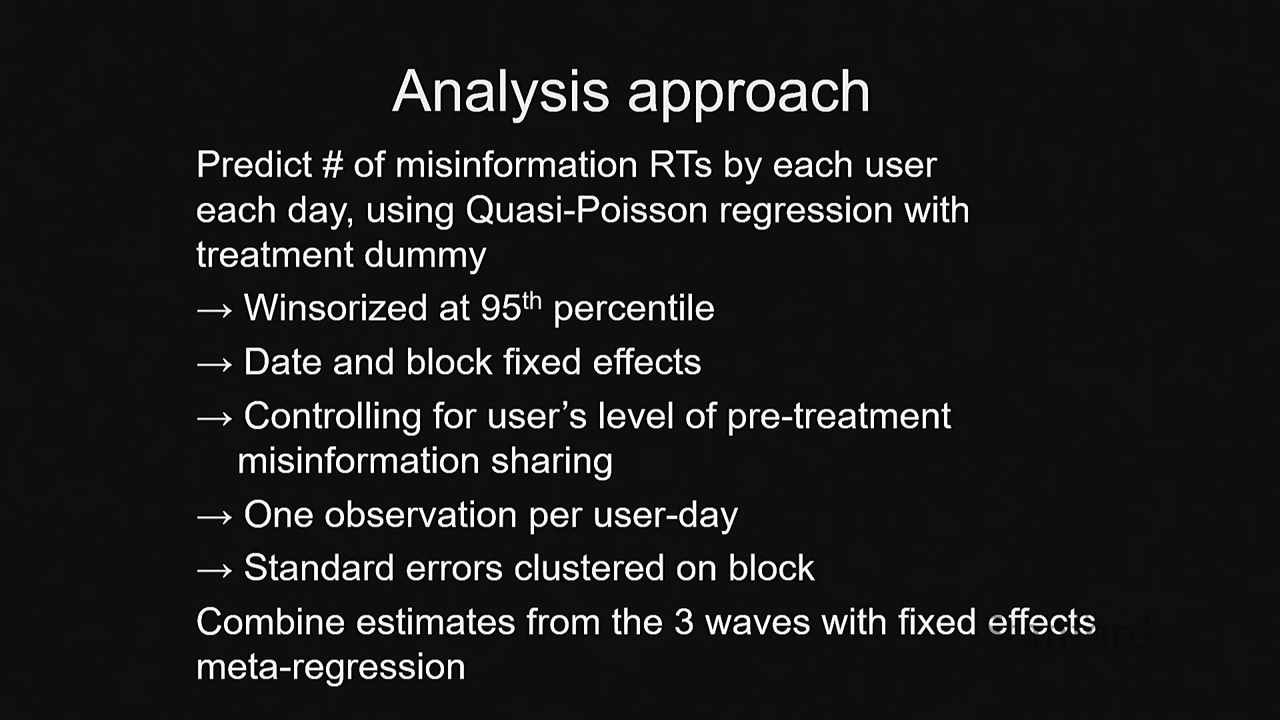 Analysis approach
Predict # of misinformation RTs by each user
each day, using Quasi-Poisson regression with
treatment dummy
→ Winsorized at 95th percentile
→ Date and block fixed effects
→ Controlling for user’s level of pre-treatment
misinformation sharing
→ One observation per user-day
→ Standard errors clustered on block
Combine estimates from the 3 waves with fixed effects
meta-regression